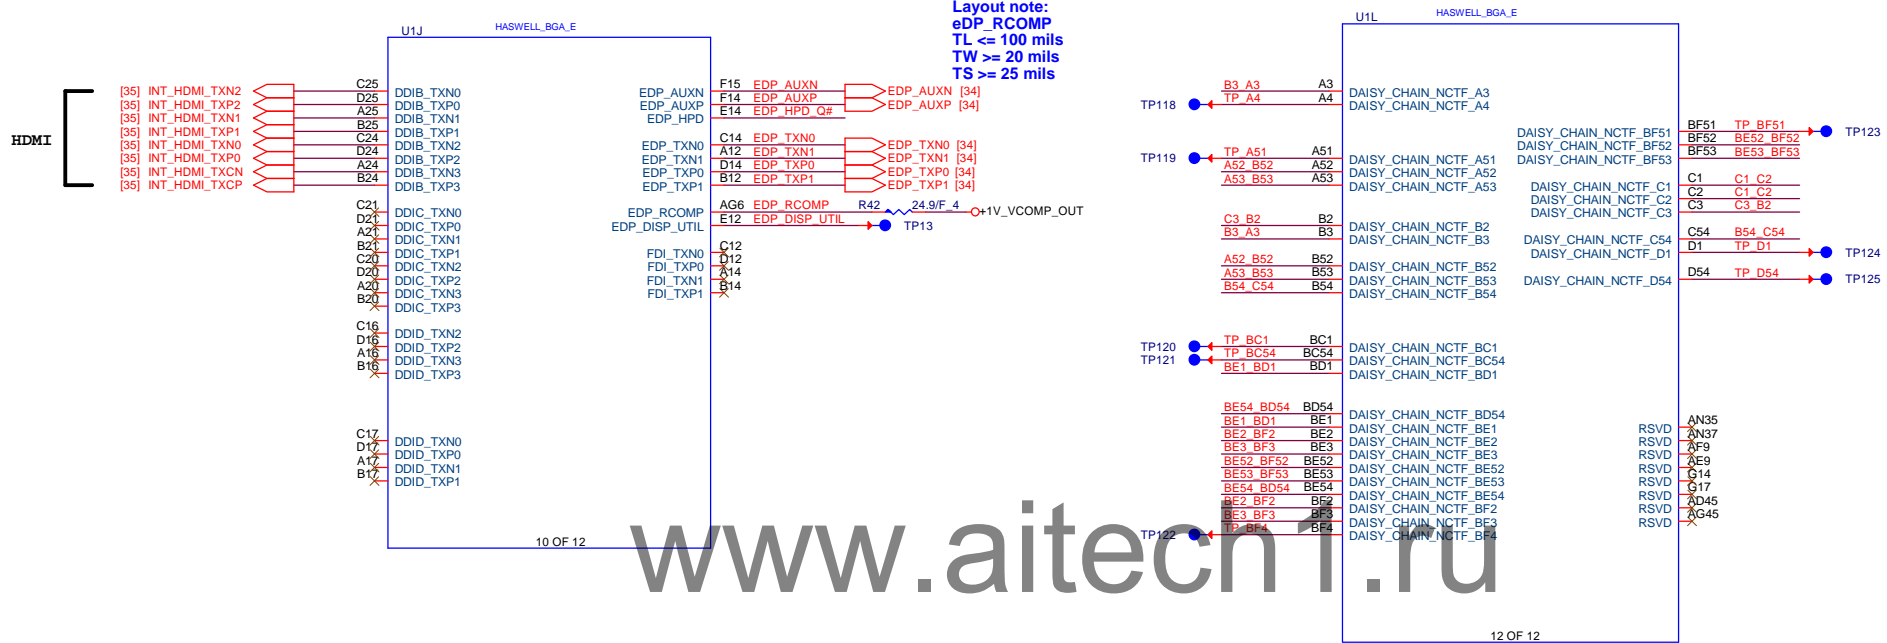 Layout note:
eDP_RCOMP
TL <= 100 mils
TW >= 20 mils
TS >= 25 mils
U1J HASWELL_BGA_E
HDMI
[35] INT_HDMI_TXN2 C25 DDIB_TXN0
[35] INT_HDMI_TXP2 D25 DDIB_TXP0
[35] INT_HDMI_TXN1 A25 DDIB_TXN1
[35] INT_HDMI_TXP1 B25 DDIB_TXP1
[35] INT_HDMI_TXN0 C24 DDIB_TXN2
[35] INT_HDMI_TXP0 D24 DDIB_TXP2
[35] INT_HDMI_TXCN A24 DDIB_TXN3
[35] INT_HDMI_TXCP B24 DDIB_TXP3
C21 DDIC_TXN0
D21 DDIC_TXP0
A21 DDIC_TXN1
B21 DDIC_TXP1
C20 DDIC_TXN2
D20 DDIC_TXP2
A20 DDIC_TXN3
B20 DDIC_TXP3
C16 DDID_TXN2
D16 DDID_TXP2
A16 DDID_TXN3
B16 DDID_TXP3
C17 DDID_TXN0
D17 DDID_TXP0
A17 DDID_TXN1
B17 DDID_TXP1
EDP_AUXN F15 EDP_AUXN EDP_AUXN [34]
EDP_AUXP F14 EDP_AUXP EDP_AUXP [34]
EDP_HPD E14 EDP_HPD_Q#
EDP_TXN0 C14 EDP_TXN0 EDP_TXN0 [34]
EDP_TXN1 A12 EDP_TXN1 EDP_TXN1 [34]
EDP_TXP0 D14 EDP_TXP0 EDP_TXP0 [34]
EDP_TXP1 B12 EDP_TXP1 EDP_TXP1 [34]
EDP_RCOMP AG6 EDP_RCOMP R42 24.9/F_4 +1V_VCOMP_OUT
EDP_DISP_UTIL E12 EDP_DISP_UTIL TP13
FDI_TXN0 C12
FDI_TXP0 D12
FDI_TXN1 A14
FDI_TXP1 B14
10 OF 12
U1L HASWELL_BGA_E
B3_A3 A3 DAISY_CHAIN_NCTF_A3
TP118 TP_A4 A4 DAISY_CHAIN_NCTF_A4
TP119 TP_A51 A51 DAISY_CHAIN_NCTF_A51
A52_B52 A52 DAISY_CHAIN_NCTF_A52
A53_B53 A53 DAISY_CHAIN_NCTF_A53
C3_B2 B2 DAISY_CHAIN_NCTF_B2
B3_A3 B3 DAISY_CHAIN_NCTF_B3
A52_B52 B52 DAISY_CHAIN_NCTF_B52
A53_B53 B53 DAISY_CHAIN_NCTF_B53
B54_C54 B54 DAISY_CHAIN_NCTF_B54
TP120 TP_BC1 BC1 DAISY_CHAIN_NCTF_BC1
TP121 TP_BC54 BC54 DAISY_CHAIN_NCTF_BC54
BE1_BD1 BD1 DAISY_CHAIN_NCTF_BD1
BE54_BD54 BD54 DAISY_CHAIN_NCTF_BD54
BE1_BD1 BE1 DAISY_CHAIN_NCTF_BE1
BE2_BF2 BE2 DAISY_CHAIN_NCTF_BE2
BE3_BF3 BE3 DAISY_CHAIN_NCTF_BE3
BE52_BF52 BE52 DAISY_CHAIN_NCTF_BE52
BE53_BF53 BE53 DAISY_CHAIN_NCTF_BE53
BE54_BD54 BE54 DAISY_CHAIN_NCTF_BE54
BE2_BF2 BF2 DAISY_CHAIN_NCTF_BF2
BE3_BF3 BF3 DAISY_CHAIN_NCTF_BF3
TP122 TP_BF4 BF4 DAISY_CHAIN_NCTF_BF4
DAISY_CHAIN_NCTF_BF51 BF51 TP_BF51 TP123
DAISY_CHAIN_NCTF_BF52 BF52 BE52_BF52
DAISY_CHAIN_NCTF_BF53 BF53 BE53_BF53
DAISY_CHAIN_NCTF_C1 C1 C1_C2
DAISY_CHAIN_NCTF_C2 C2 C1_C2
DAISY_CHAIN_NCTF_C3 C3 C3_B2
DAISY_CHAIN_NCTF_C54 C54 B54_C54
DAISY_CHAIN_NCTF_D1 D1 TP_D1 TP124
DAISY_CHAIN_NCTF_D54 D54 TP_D54 TP125
RSVD AN35
RSVD AN37
RSVD AF9
RSVD AE9
RSVD G14
RSVD G17
RSVD AD45
RSVD AG45
12 OF 12
www.aitech1.ru